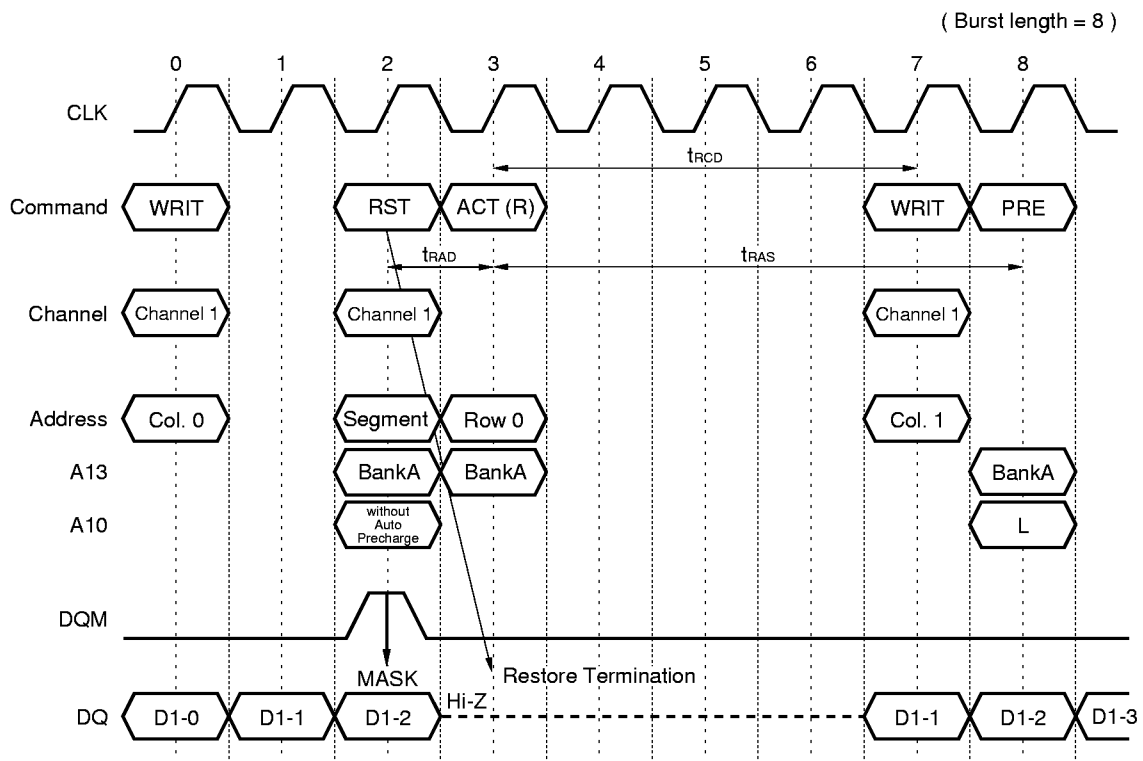 ( Burst length = 8 )
0 1 2 3 4 5 6 7 8
CLK
tRCD
Command WRIT RST ACT (R) WRIT PRE
tRAD tRAS
Channel Channel 1 Channel 1 Channel 1
Address Col. 0 Segment Row 0 Col. 1
A13 BankA BankA BankA
without
A10 Auto L
Precharge
DQM
MASK Restore Termination
Hi-Z
DQ D1-0 D1-1 D1-2 D1-1 D1-2 D1-3